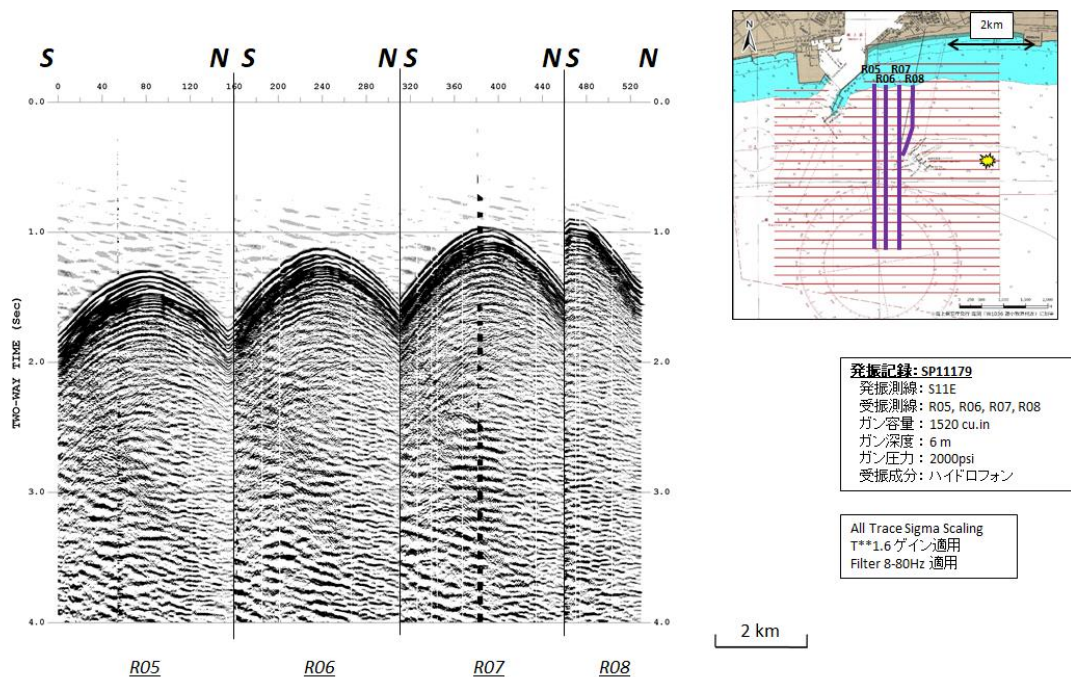 S N S N S N S N
0 40 80 120 160 200 240 280 320 360 400 440 480 520
0.0 0.0
1.0 1.0
2.0 2.0
3.0 3.0
4.0 4.0
TWO-WAY TIME (Sec)
R05 R06 R07 R08
N
2km
R05 R07
R06 R08
発振記録: SP11179
発振測線: S11E
受振測線: R05, R06, R07, R08
ガン容量: 1520 cu.in
ガン深度: 6 m
ガン圧力: 2000psi
受振成分: ハイドロフォン
All Trace Sigma Scaling
T**1.6 ゲイン適用
Filter 8-80Hz 適用
2 km